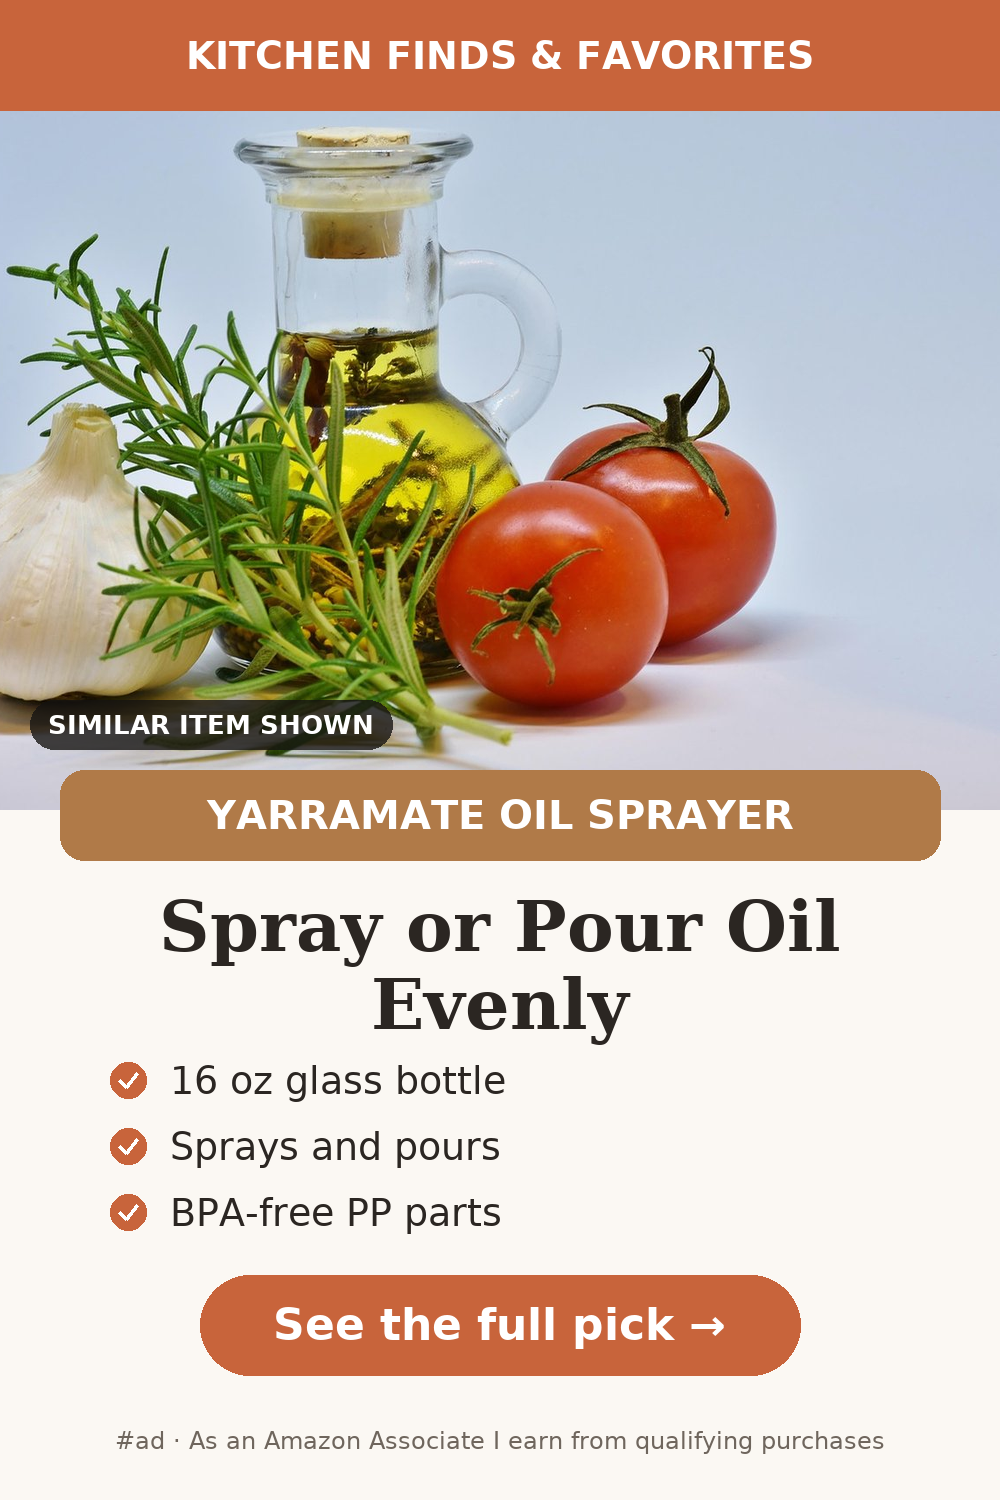 KITCHEN FINDS & FAVORITES
SIMILAR ITEM SHOWN
YARRAMATE OIL SPRAYER
Spray or Pour Oil
Evenly
16 oz glass bottle
Sprays and pours
BPA-free PP parts
See the full pick →
#ad · As an Amazon Associate I earn from qualifying purchases